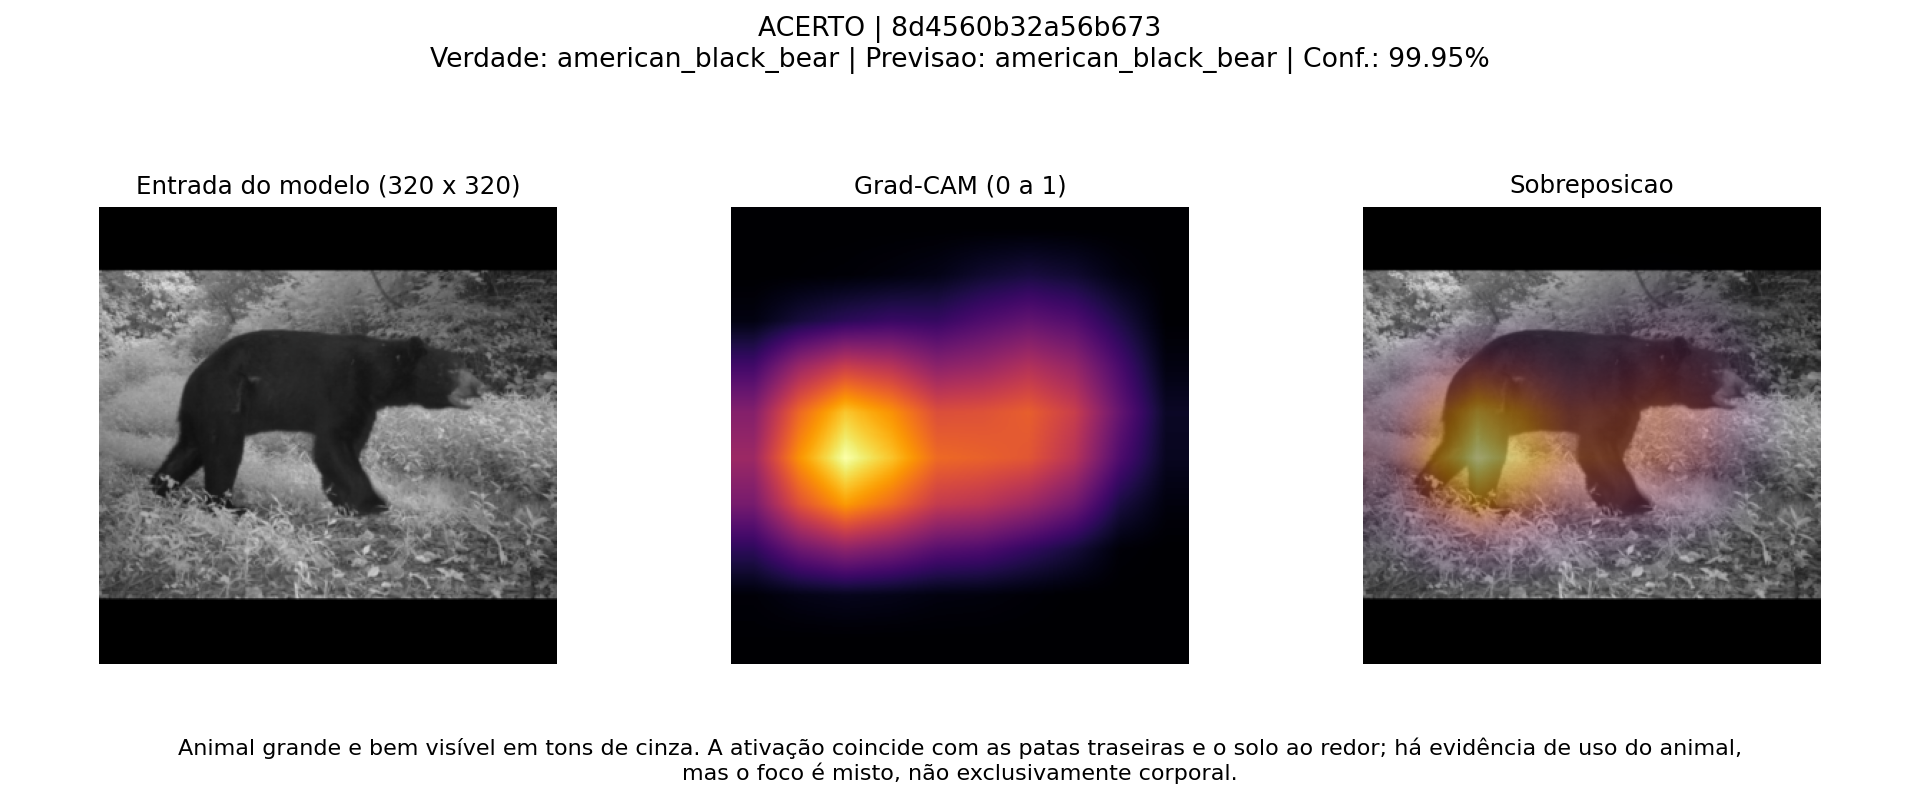 ACERTO | 8d4560b32a56b673
Verdade: american_black_bear | Previsao: american_black_bear | Conf.: 99.95%
Entrada do modelo (320 x 320)
Grad-CAM (0 a 1)
Sobreposicao
Animal grande e bem visível em tons de cinza. A ativação coincide com as patas traseiras e o solo ao redor; há evidência de uso do animal,
mas o foco é misto, não exclusivamente corporal.